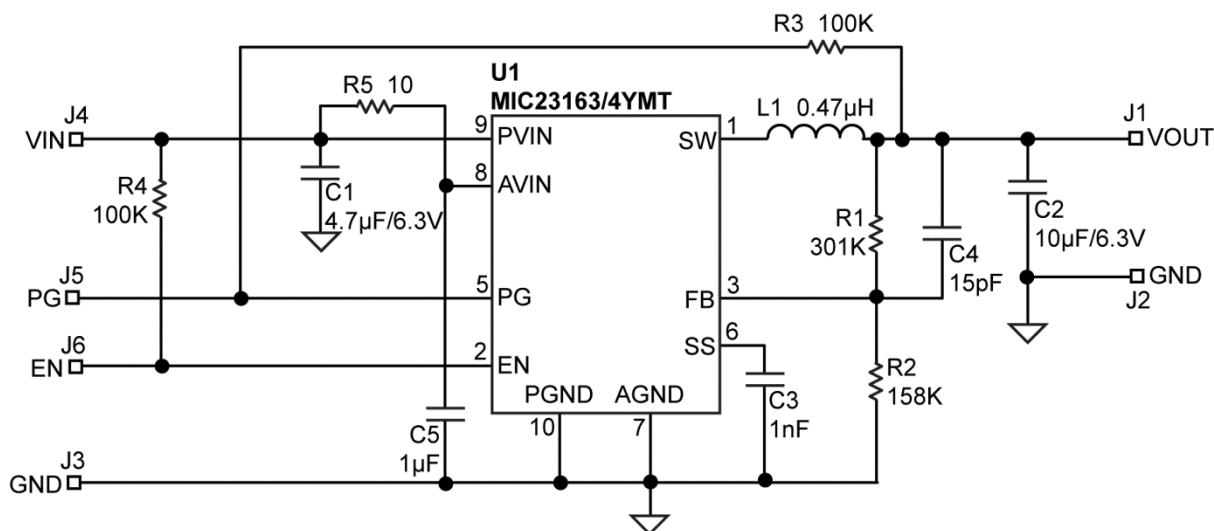 R3 100K
U1
MIC23163/4YMT
R5 10
L1 0.47µH
J4
VIN
9 PVIN
SW 1
J1
VOUT
8 AVIN
R4
100K
C1
4.7µF/6.3V
R1
301K
C4
15pF
C2
10µF/6.3V
J5
PG
5 PG
FB 3
GND
J2
J6
EN
2 EN
SS 6
PGND
10
AGND
7
C3
1nF
R2
158K
C5
1µF
J3
GND